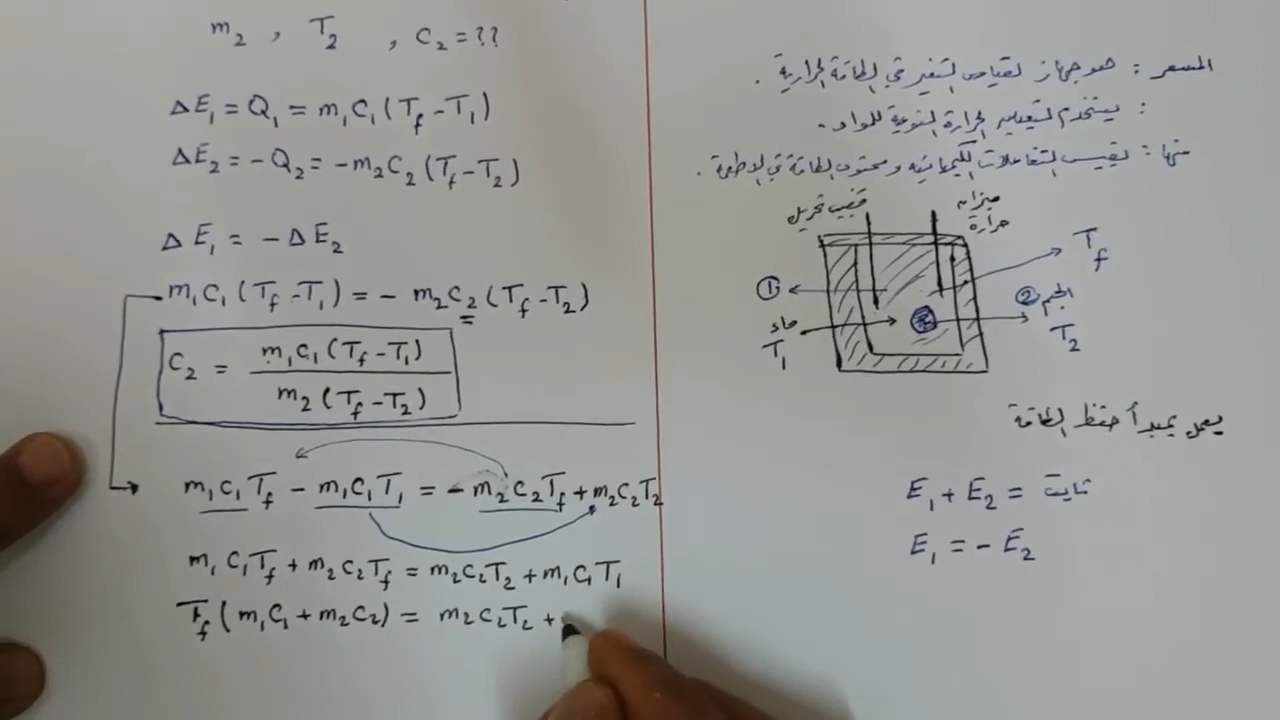 m₂ , T₂ , C₂ = ??
ΔE₁ = Q₁ = m₁C₁(T_f − T₁)
ΔE₂ = −Q₂ = −m₂C₂(T_f − T₂)
ΔE₁ = −ΔE₂
m₁C₁(T_f − T₁) = − m₂C₂(T_f − T₂)
C₂ = m₁C₁(T_f − T₁) / m₂(T_f − T₂)
m₁C₁T_f − m₁C₁T₁ = − m₂C₂T_f + m₂C₂T₂
m₁C₁T_f + m₂C₂T_f = m₂C₂T₂ + m₁C₁T₁
T_f(m₁C₁ + m₂C₂) = m₂C₂T₂ +
المسعر : هو جهاز لقياس التغير في الطاقة الحرارية .
: يستخدم لتعيين الحرارة النوعية للمواد .
منها : تقيس التفاعلات الكيميائية ومحتوى الطاقة في الاطعمة .
قضيب تحريك
ميزان
حرارة
T_f
①
② الجسم
ماء
T₁
T₂
يعمل بمبدأ حفظ الطاقة
E₁ + E₂ = ثابت
E₁ = − E₂